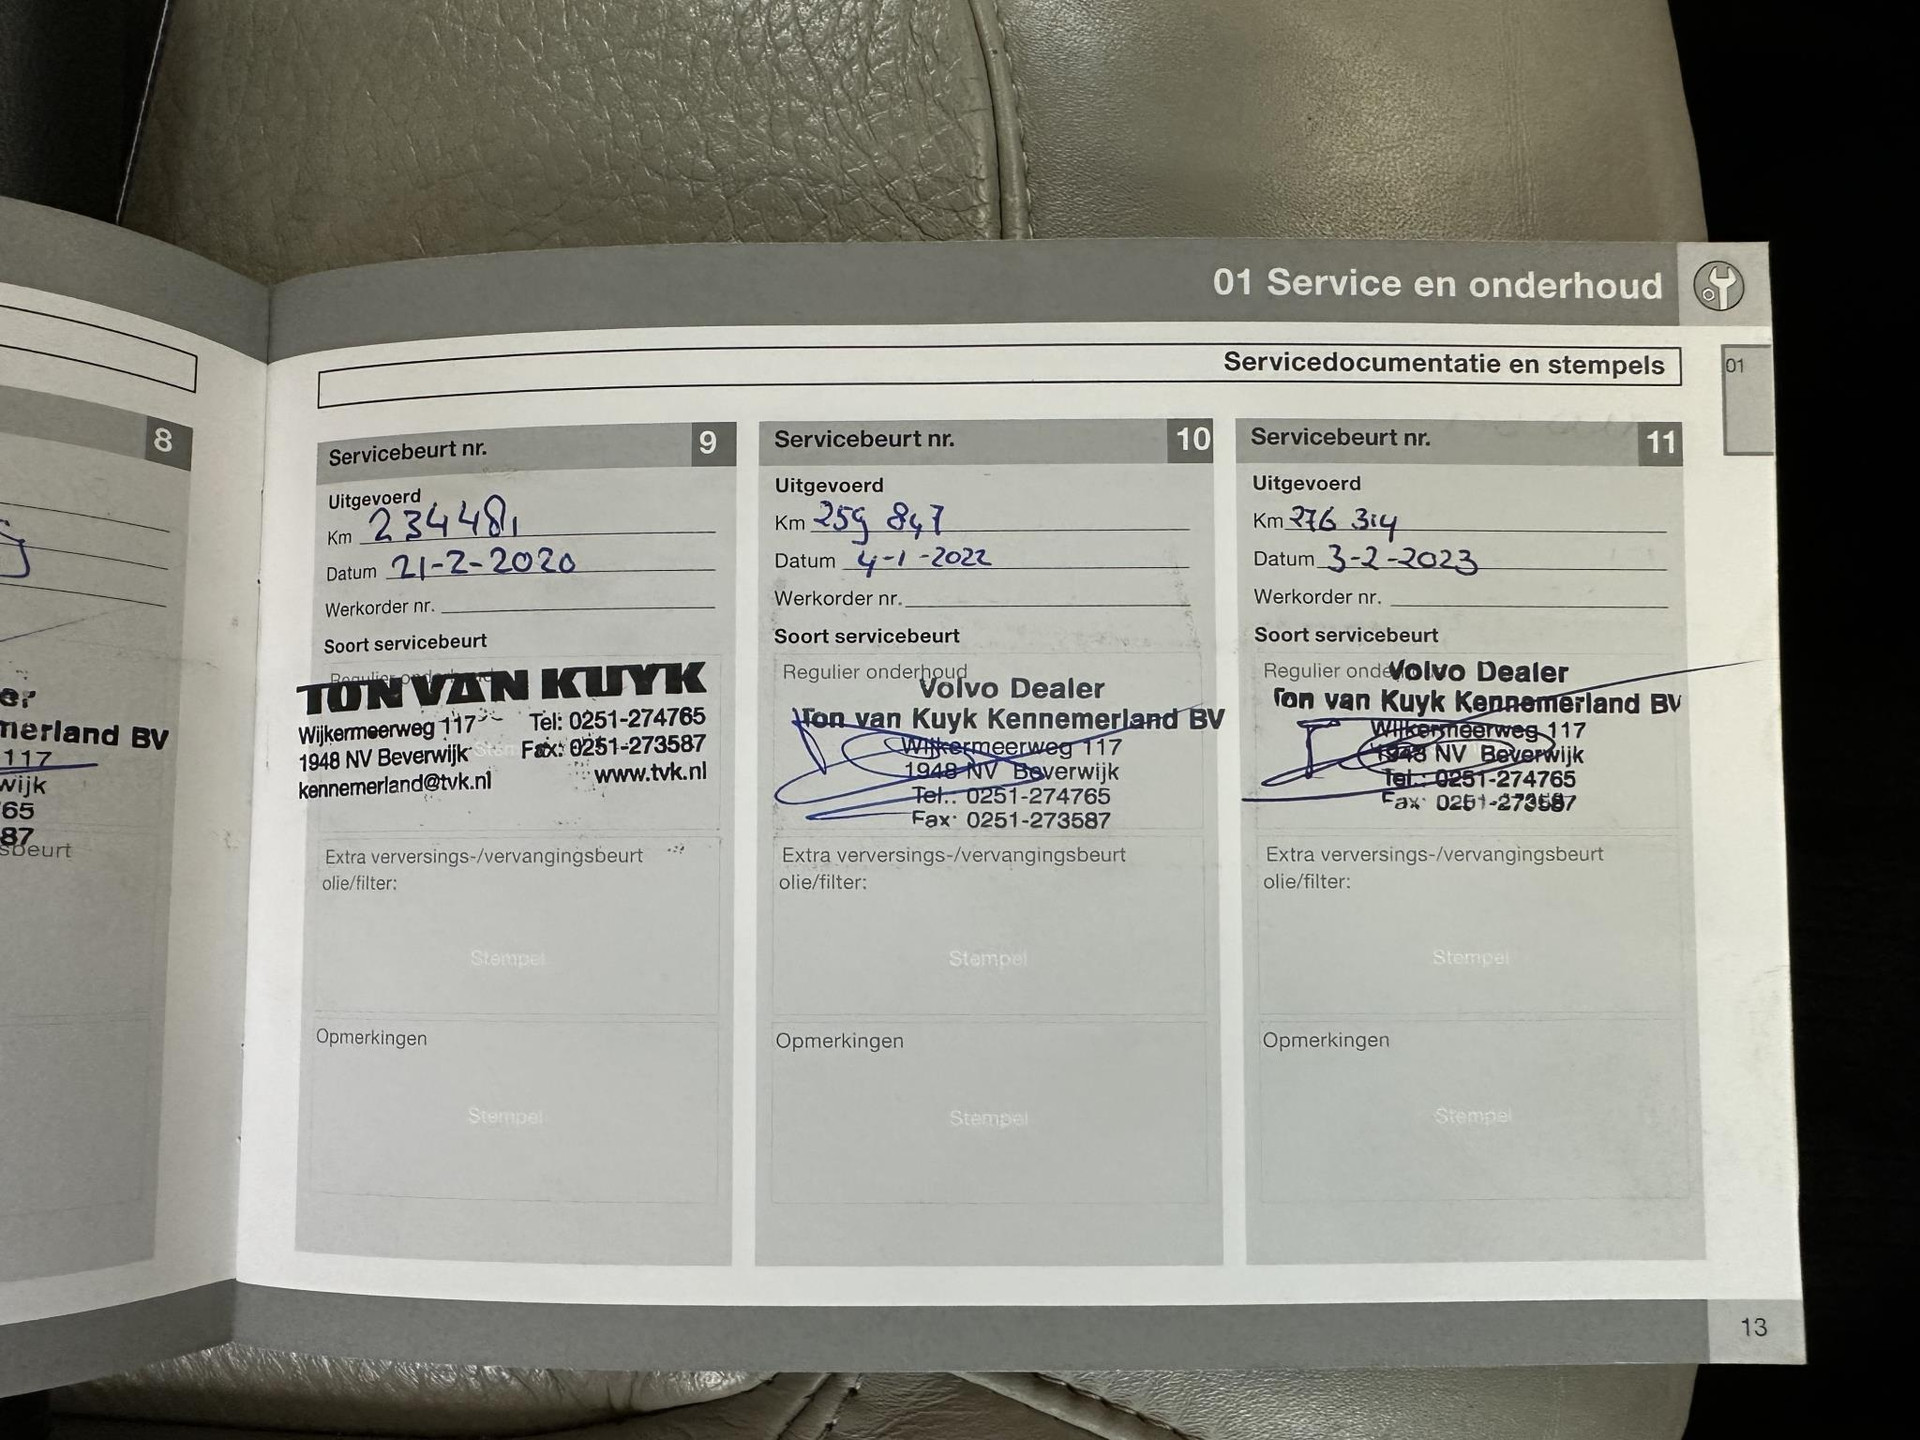 8
er
nerland BV
117
wijk
65
87
sbeurt
01 Service en onderhoud
Servicedocumentatie en stempels
01
Servicebeurt nr. 9
Uitgevoerd
Km 234481
Datum 21-2-2020
Werkorder nr.
Soort servicebeurt
TON VAN KUYK
Wijkermeerweg 117 Tel: 0251-274765
1948 NV Beverwijk Fax: 0251-273587
kennemerland@tvk.nl www.tvk.nl
Extra verversings-/vervangingsbeurt
olie/filter:
Stempel
Opmerkingen
Stempel
Servicebeurt nr. 10
Uitgevoerd
Km 259 847
Datum 4-1-2022
Werkorder nr.
Soort servicebeurt
Regulier onderhoud
Volvo Dealer
Ton van Kuyk Kennemerland BV
Wijkermeerweg 117
1948 NV Beverwijk
Tel.: 0251-274765
Fax: 0251-273587
Extra verversings-/vervangingsbeurt
olie/filter:
Stempel
Opmerkingen
Stempel
Servicebeurt nr. 11
Uitgevoerd
Km 276 314
Datum 3-2-2023
Werkorder nr.
Soort servicebeurt
Regulier onde
Volvo Dealer
Ton van Kuyk Kennemerland BV
Wijkermeerweg 117
1948 NV Beverwijk
Tel.: 0251-274765
Fax: 0251-273587
Extra verversings-/vervangingsbeurt
olie/filter:
Stempel
Opmerkingen
Stempel
13